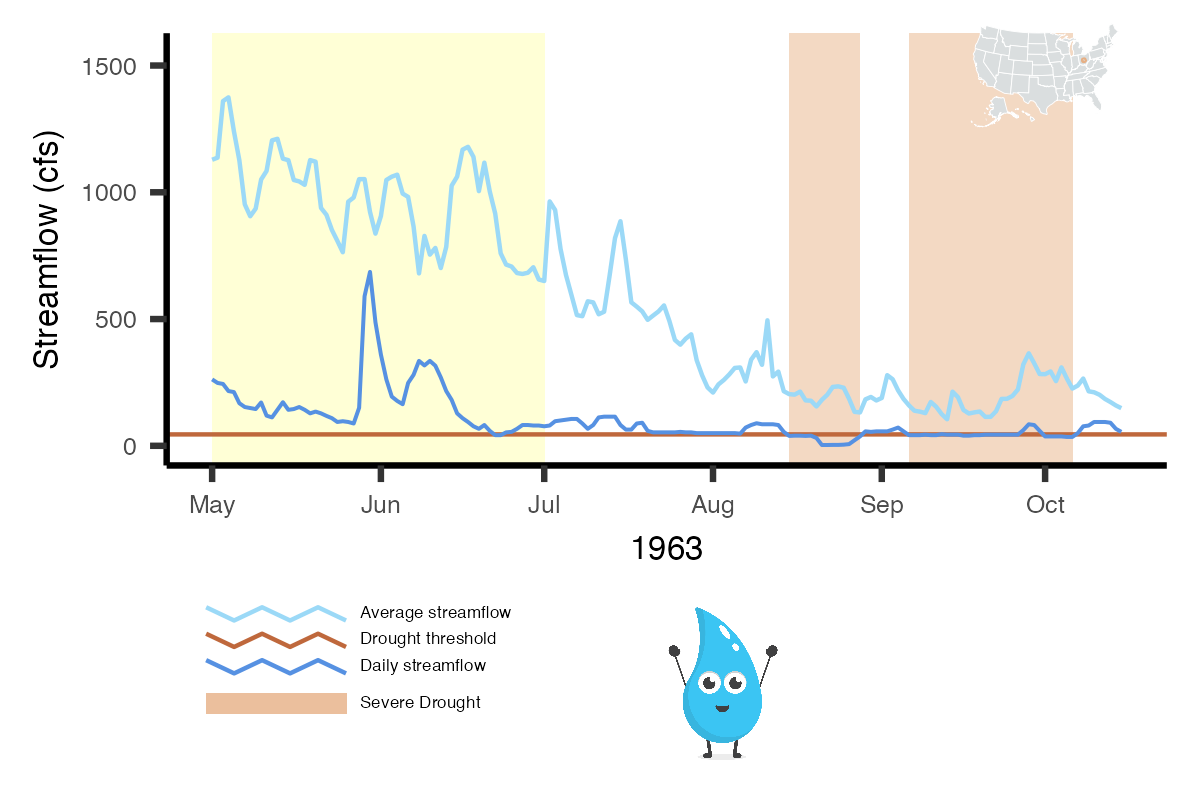 Streamflow (cfs)
1500
1000
500
0
May Jun Jul Aug Sep Oct
1963
Average streamflow
Drought threshold
Daily streamflow
Severe Drought